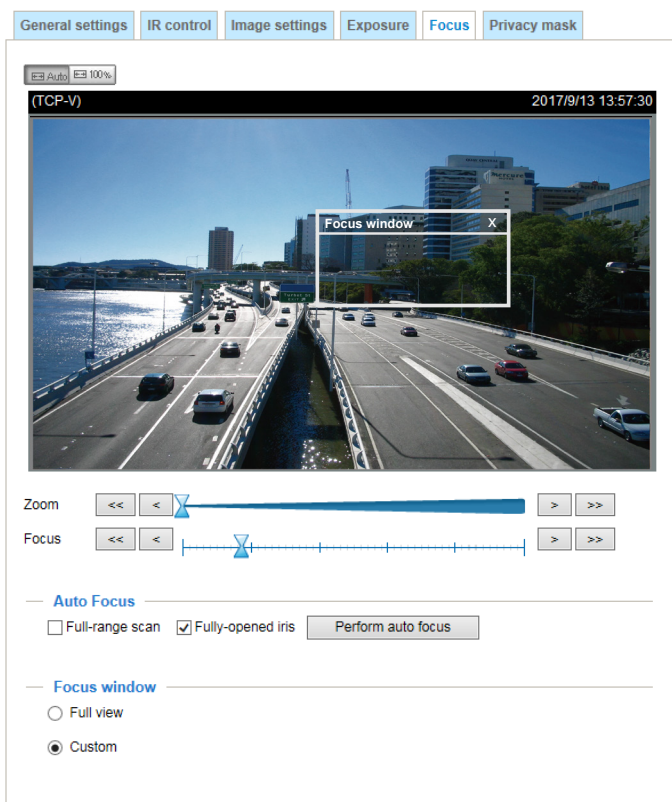 General settings IR control Image settings Exposure Focus Privacy mask
Auto 100%
(TCP-V) 2017/9/13 13:57:30
Focus window X
Zoom << < > >>
Focus << < > >>
Auto Focus
Full-range scan Fully-opened iris Perform auto focus
Focus window
Full view
Custom